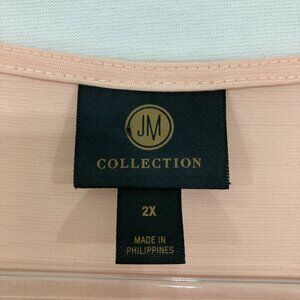 JM
COLLECTION
2X
MADE IN
PHILIPPINES